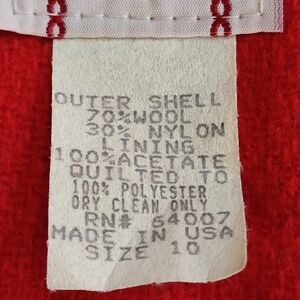 OUTER SHELL
70%WOOL
30% NYLON
LINING
100%ACETATE
QUILTED TO
100% POLYESTER
DRY CLEAN ONLY
RN# 64007
MADE IN USA
SIZE 10